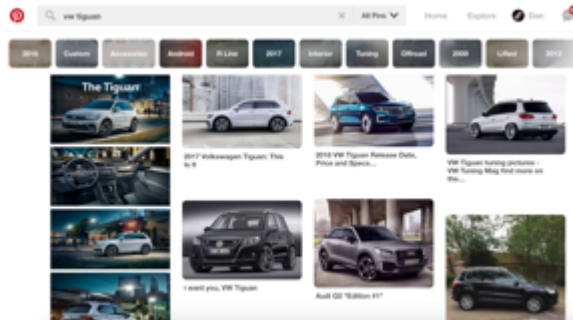 vw tiguan
All Pins
Home
Explore
Dan
2016
Custom
Accessories
Android
R Line
2017
Interior
Tuning
Offroad
2009
Lifted
2013
The Tiguan
2017 Volkswagen Tiguan: This
Is It
2018 VW Tiguan Release Date,
Price and Specs...
VW Tiguan tuning pictures -
VW Tuning Mag find more on
the...
I want you, VW Tiguan
Audi Q2 "Edition #1"